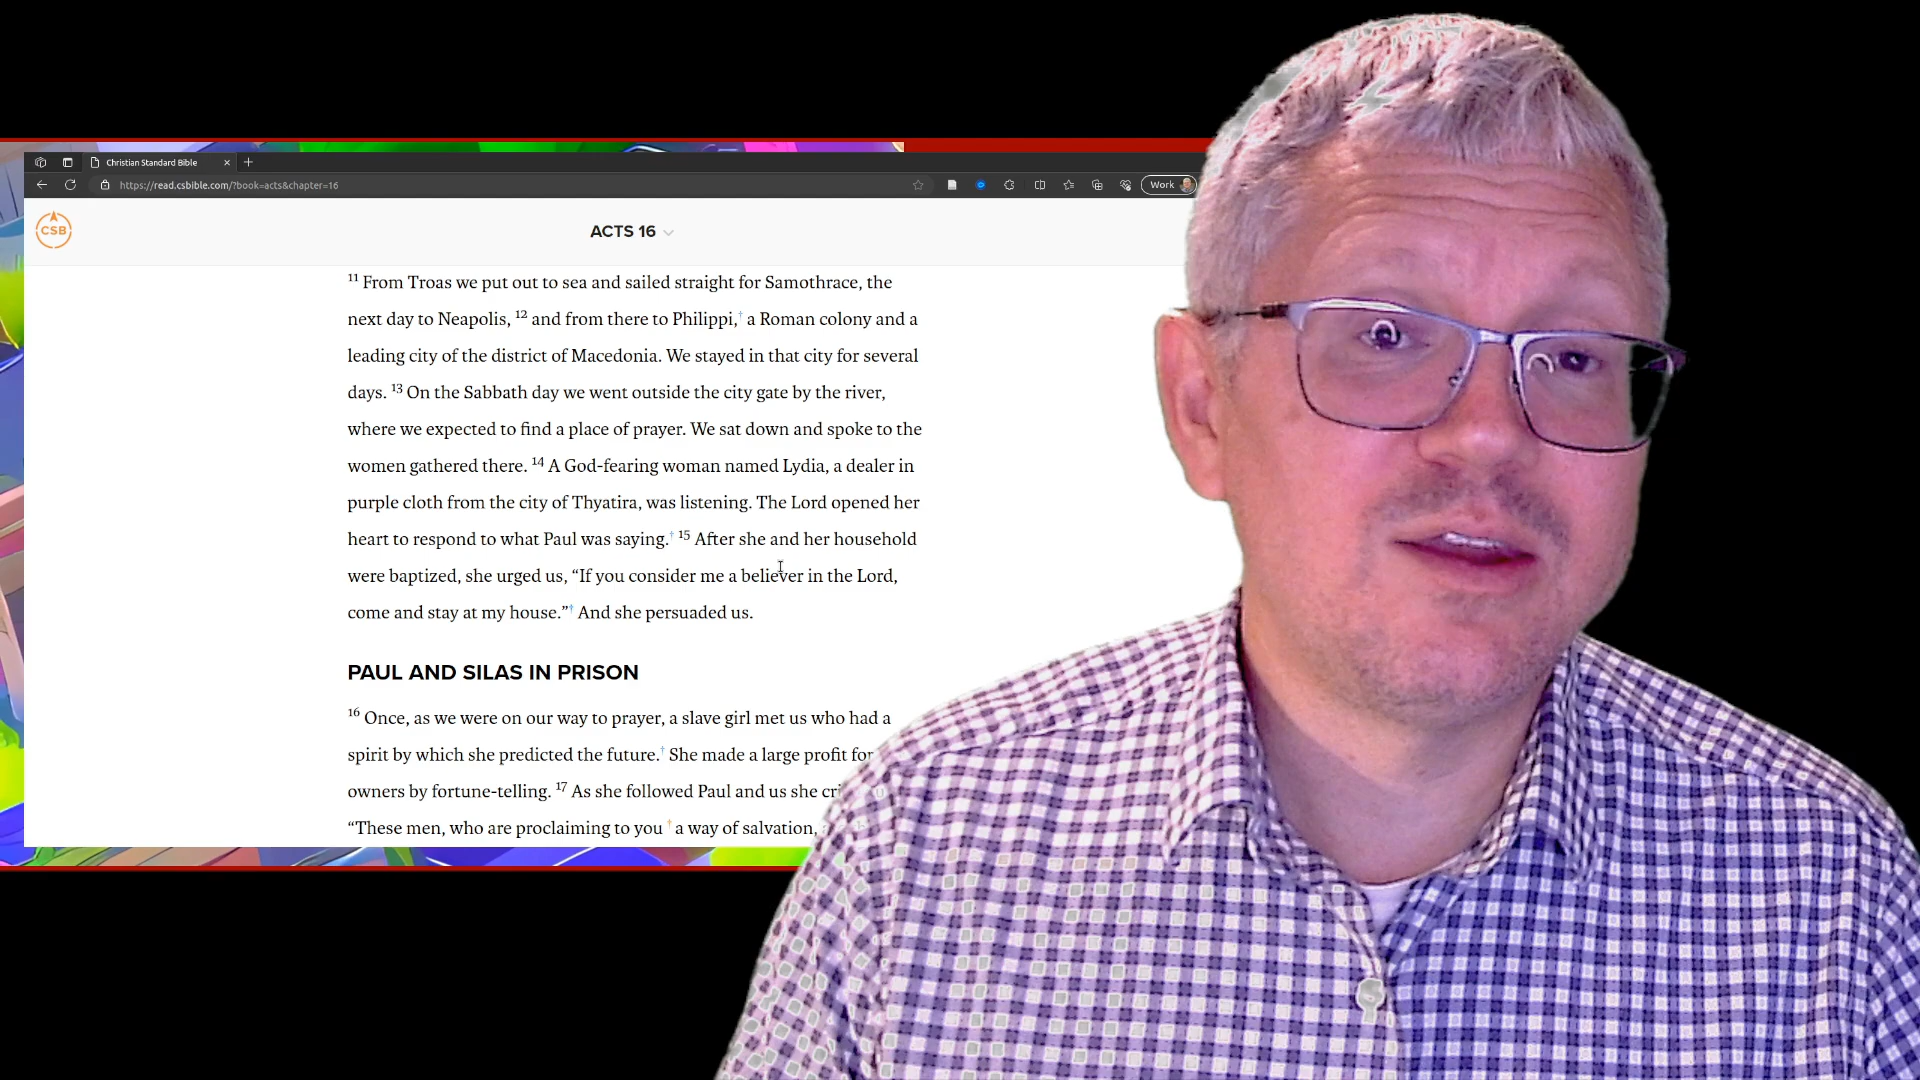 Christian Standard Bible
https://read.csbible.com/?book=acts&chapter=16
Work
CSB
ACTS 16
11 From Troas we put out to sea and sailed straight for Samothrace, the
next day to Neapolis, 12 and from there to Philippi,† a Roman colony and a
leading city of the district of Macedonia. We stayed in that city for several
days. 13 On the Sabbath day we went outside the city gate by the river,
where we expected to find a place of prayer. We sat down and spoke to the
women gathered there. 14 A God-fearing woman named Lydia, a dealer in
purple cloth from the city of Thyatira, was listening. The Lord opened her
heart to respond to what Paul was saying.† 15 After she and her household
were baptized, she urged us, “If you consider me a believer in the Lord,
come and stay at my house.”† And she persuaded us.
PAUL AND SILAS IN PRISON
16 Once, as we were on our way to prayer, a slave girl met us who had a
spirit by which she predicted the future.† She made a large profit for
owners by fortune-telling. 17 As she followed Paul and us she
“These men, who are proclaiming to you † a way of salvation,